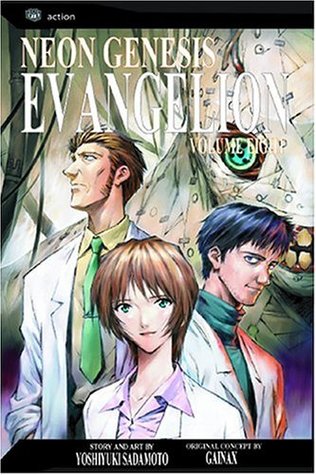 action
NEON GENESIS
EVANGELION
VOLUME EIGHT
STORY AND ART BY
YOSHIYUKI SADAMOTO
ORIGINAL CONCEPT BY
GAINAX